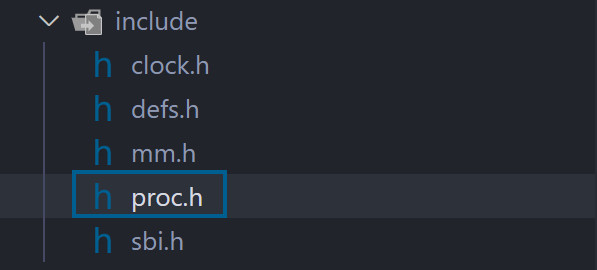 include
h clock.h
h defs.h
h mm.h
h proc.h
h sbi.h